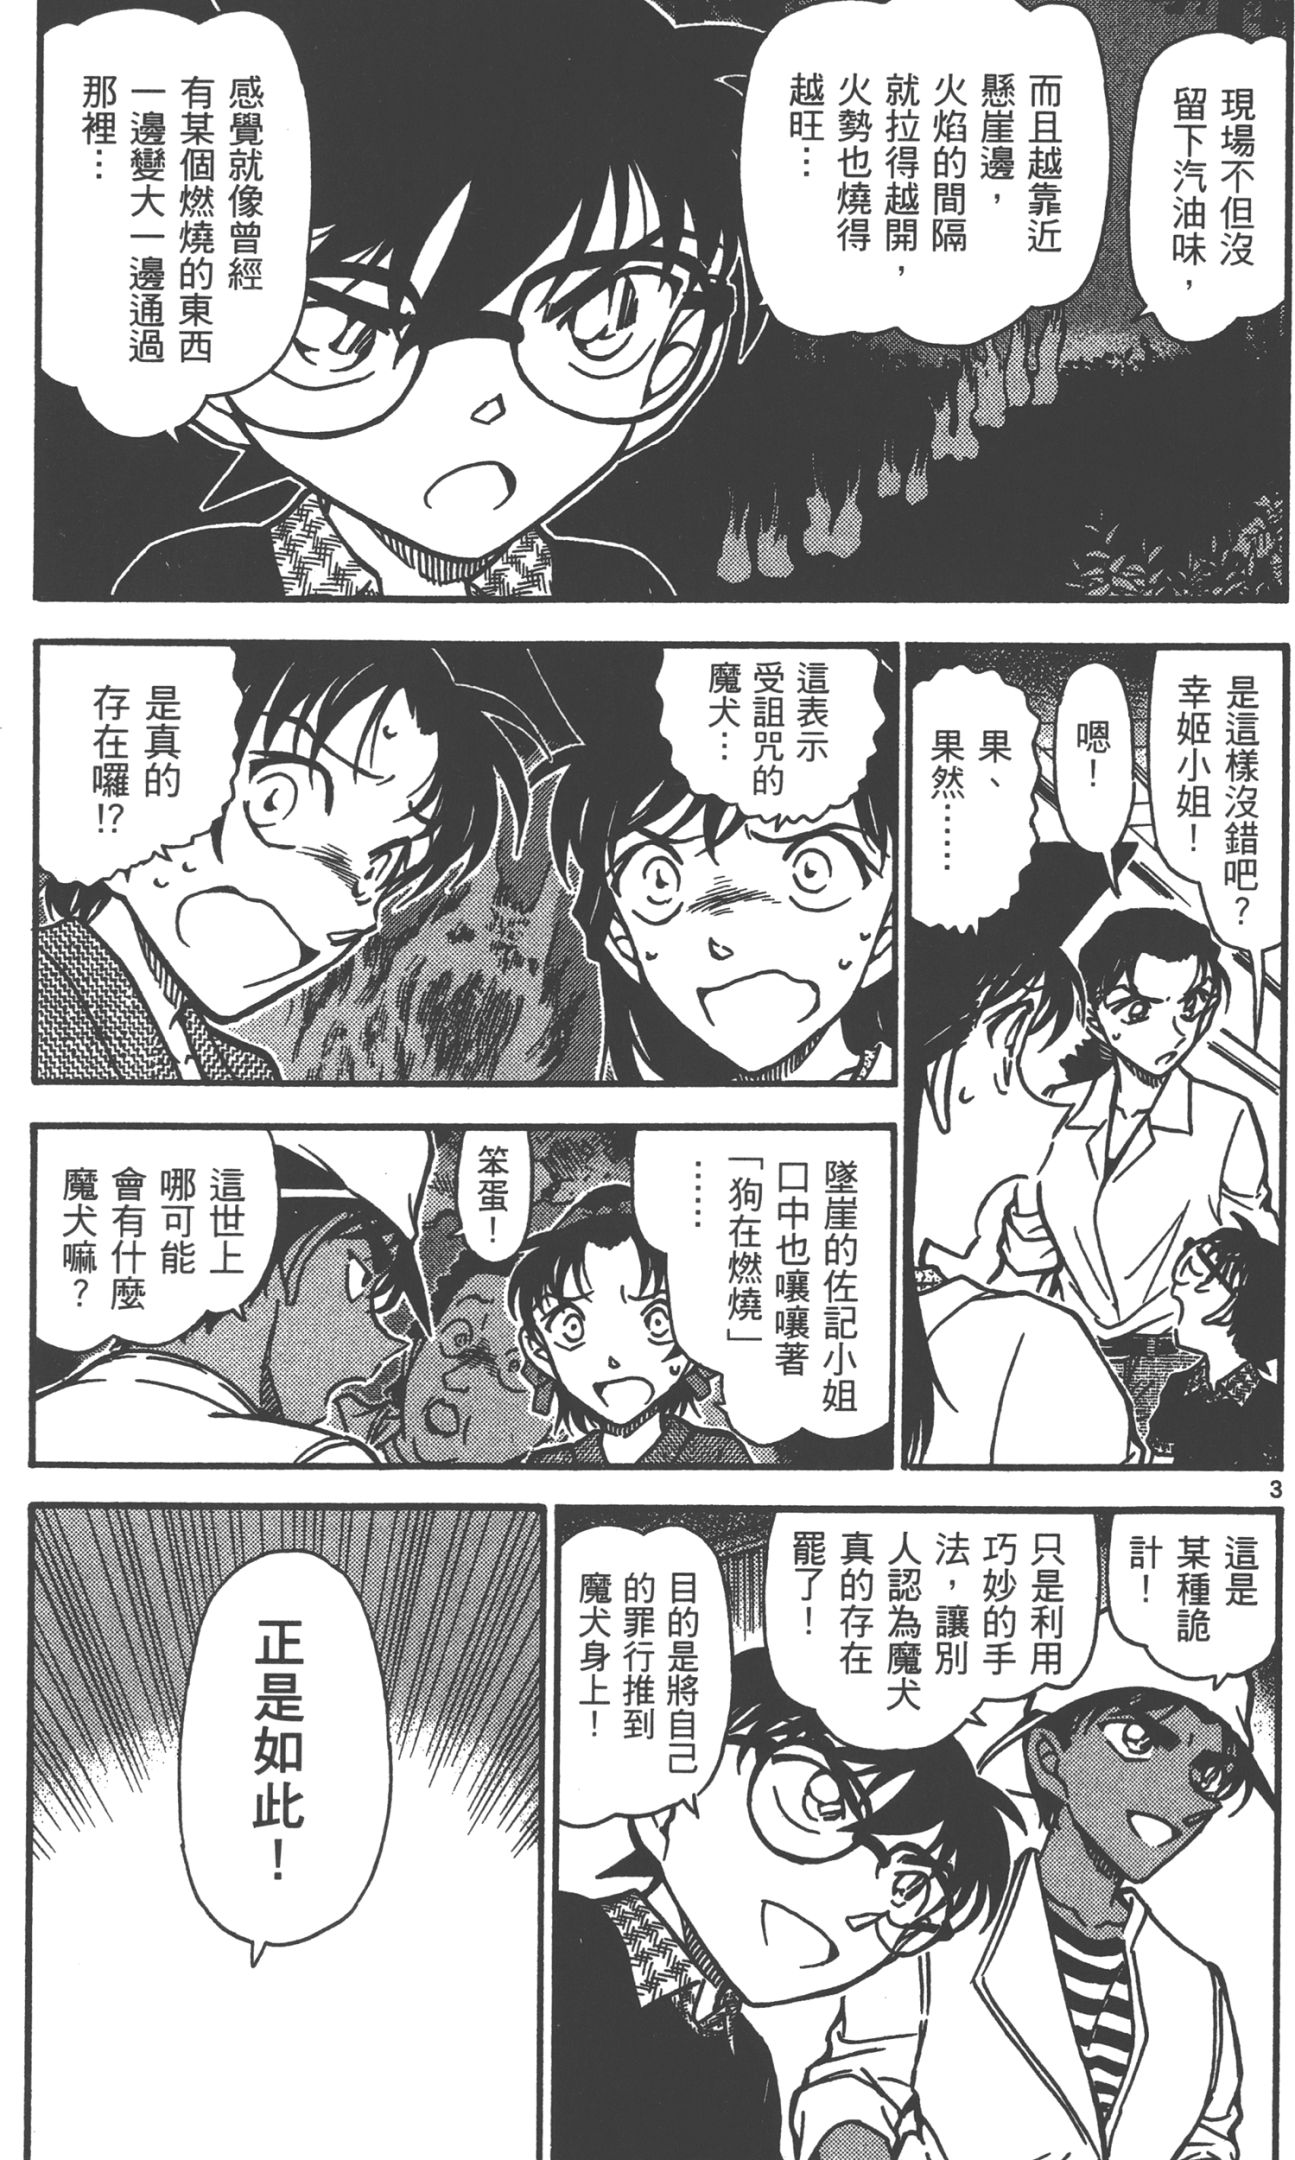 現場不但沒
留下汽油味，
而且越靠近
懸崖邊，
火焰的間隔
就拉得越開，
火勢也燒得
越旺…
感覺就像曾經
有某個燃燒的東西
一邊變大一邊通過
那裡…
是這樣沒錯吧？
幸姬小姐！
嗯！
果、
果然……
這表示
受詛咒的
魔犬…
是真的
存在囉!?
墜崖的佐記小姐
口中也嚷嚷著
「狗在燃燒」
……
笨蛋！
這世上
哪可能
會有什麼
魔犬嘛？
3
這是
某種詭
計！
只是利用
巧妙的手
法，讓別
人認為魔犬
真的存在
罷了！
目的是將自己
的罪行推到
魔犬身上！
正是如此！